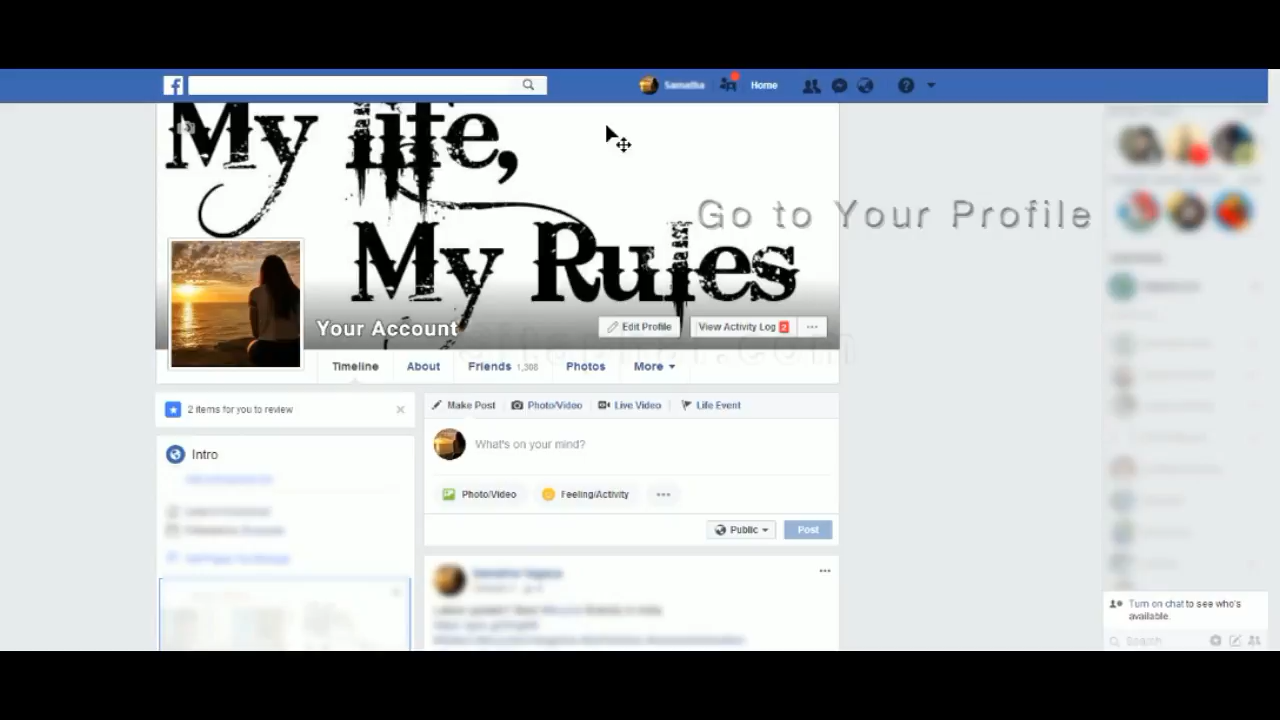 f
Home
?
My life,
My Rules
Go to Your Profile
Your Account
Edit Profile
View Activity Log 2
Timeline About Friends 1,308 Photos More
2 items for you to review
Make Post Photo/Video Live Video Life Event
What's on your mind?
Intro
Photo/Video Feeling/Activity
Public Post
Turn on chat to see who's
available.
Search